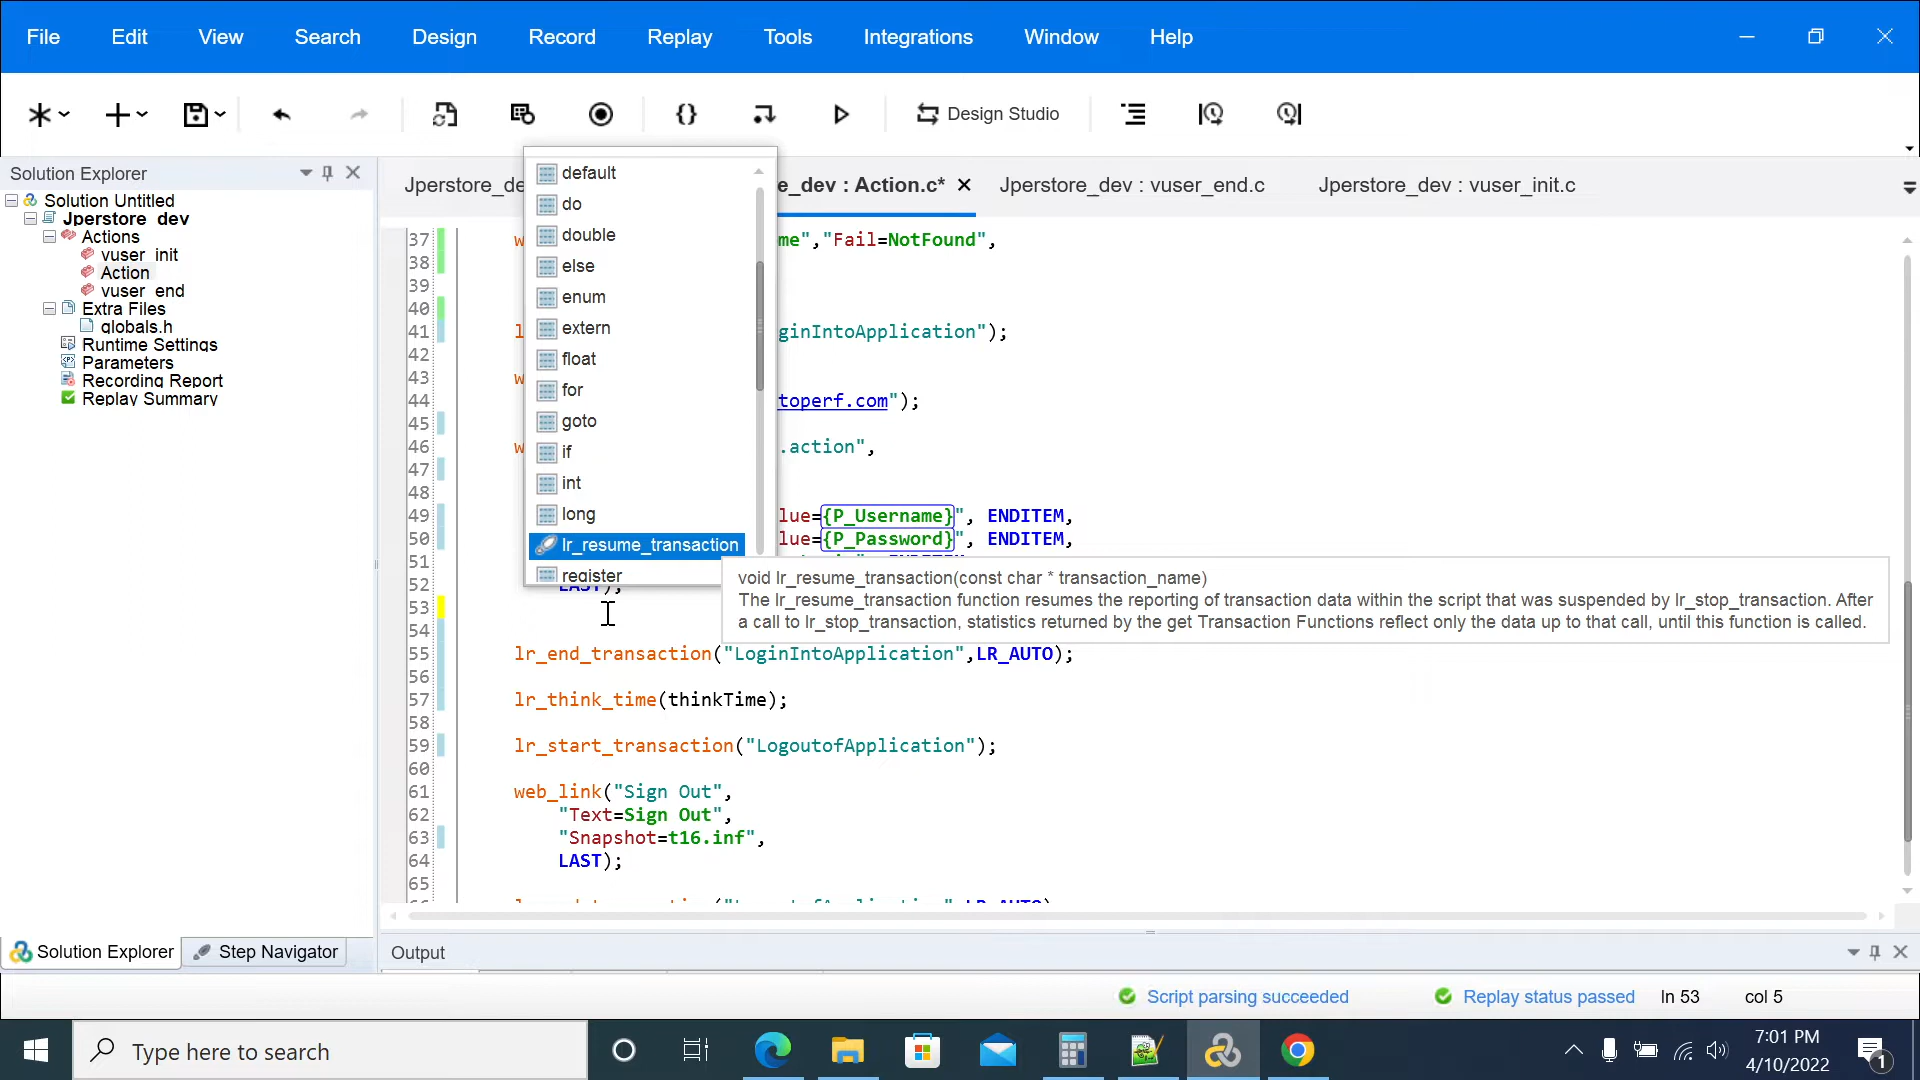 File Edit View Search Design Record Replay Tools Integrations Window Help
Design Studio
Solution Explorer
Solution Untitled
Jperstore_dev
Actions
vuser_init
Action
vuser_end
Extra Files
globals.h
Runtime Settings
Parameters
Recording Report
Replay Summary
Solution Explorer Step Navigator
Jperstore_de e_dev : Action.c* Jperstore_dev : vuser_end.c Jperstore_dev : vuser_init.c
default
do
double
else
enum
extern
float
for
goto
if
int
long
lr_resume_transaction
register
void lr_resume_transaction(const char * transaction_name)
The lr_resume_transaction function resumes the reporting of transaction data within the script that was suspended by lr_stop_transaction. After
a call to lr_stop_transaction, statistics returned by the get Transaction Functions reflect only the data up to that call, until this function is called.
37 w me","Fail=NotFound",
38
39
40
41 l ginIntoApplication");
42
43 w
44 toperf.com");
45
46 w .action",
47
48
49 lue={P_Username}", ENDITEM,
50 lue={P_Password}", ENDITEM,
51
52 LAST);
53
54
55 lr_end_transaction("LoginIntoApplication",LR_AUTO);
56
57 lr_think_time(thinkTime);
58
59 lr_start_transaction("LogoutofApplication");
60
61 web_link("Sign Out",
62 "Text=Sign Out",
63 "Snapshot=t16.inf",
64 LAST);
65
Output
Script parsing succeeded Replay status passed ln 53 col 5
Type here to search
7:01 PM
4/10/2022
1